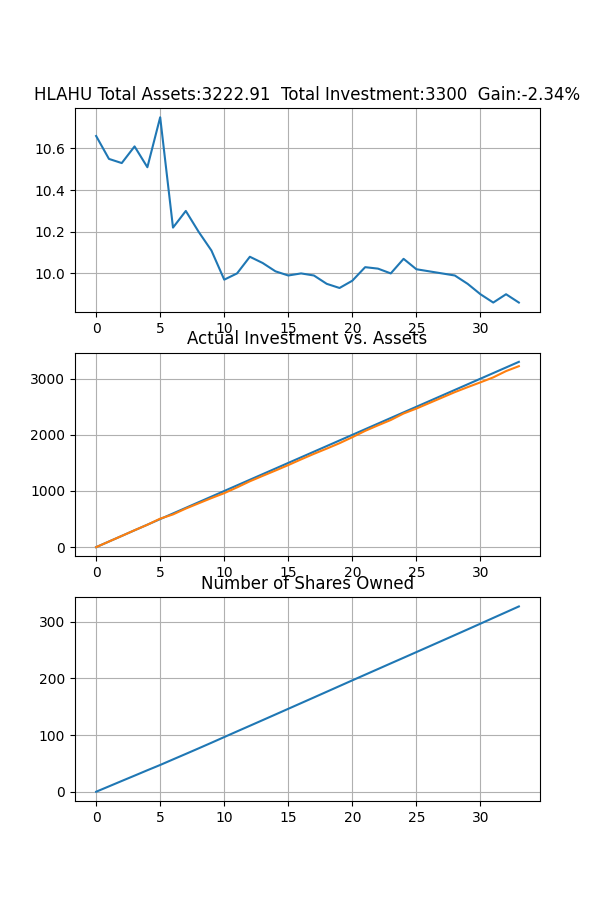 HLAHU Total Assets:3222.91  Total Investment:3300  Gain:-2.34%
10.6
10.4
10.2
10.0
0 5 10 15 20 25 30
Actual Investment vs. Assets
3000
2000
1000
0
0 5 10 15 20 25 30
Number of Shares Owned
300
200
100
0
0 5 10 15 20 25 30